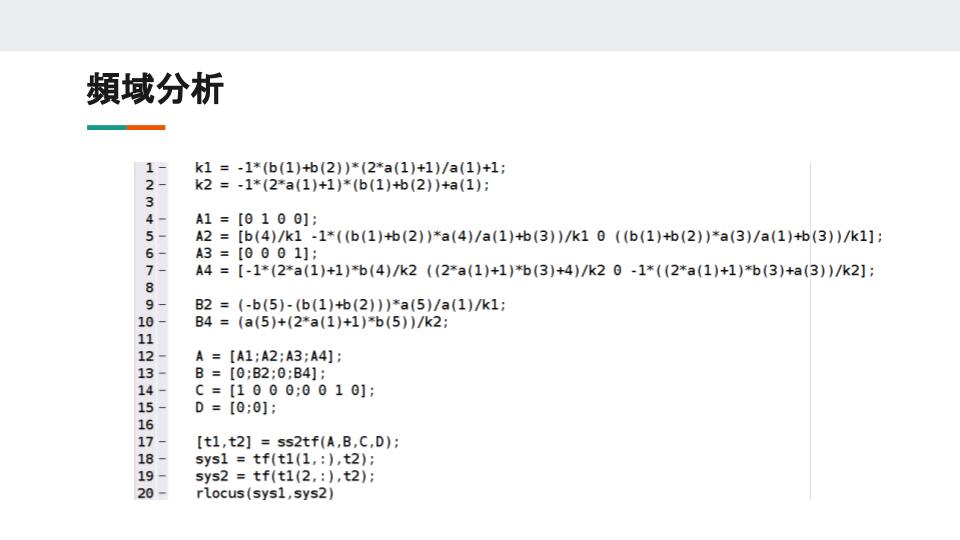 頻域分析
1 - k1 = -1*(b(1)+b(2))*(2*a(1)+1)/a(1)+1;
2 - k2 = -1*(2*a(1)+1)*(b(1)+b(2))+a(1);
3
4 - A1 = [0 1 0 0];
5 - A2 = [b(4)/k1 -1*((b(1)+b(2))*a(4)/a(1)+b(3))/k1 0 ((b(1)+b(2))*a(3)/a(1)+b(3))/k1];
6 - A3 = [0 0 0 1];
7 - A4 = [-1*(2*a(1)+1)*b(4)/k2 ((2*a(1)+1)*b(3)+4)/k2 0 -1*((2*a(1)+1)*b(3)+a(3))/k2];
8
9 - B2 = (-b(5)-(b(1)+b(2)))*a(5)/a(1)/k1;
10 - B4 = (a(5)+(2*a(1)+1)*b(5))/k2;
11
12 - A = [A1;A2;A3;A4];
13 - B = [0;B2;0;B4];
14 - C = [1 0 0 0;0 0 1 0];
15 - D = [0;0];
16
17 - [t1,t2] = ss2tf(A,B,C,D);
18 - sys1 = tf(t1(1,:),t2);
19 - sys2 = tf(t1(2,:),t2);
20 - rlocus(sys1,sys2)